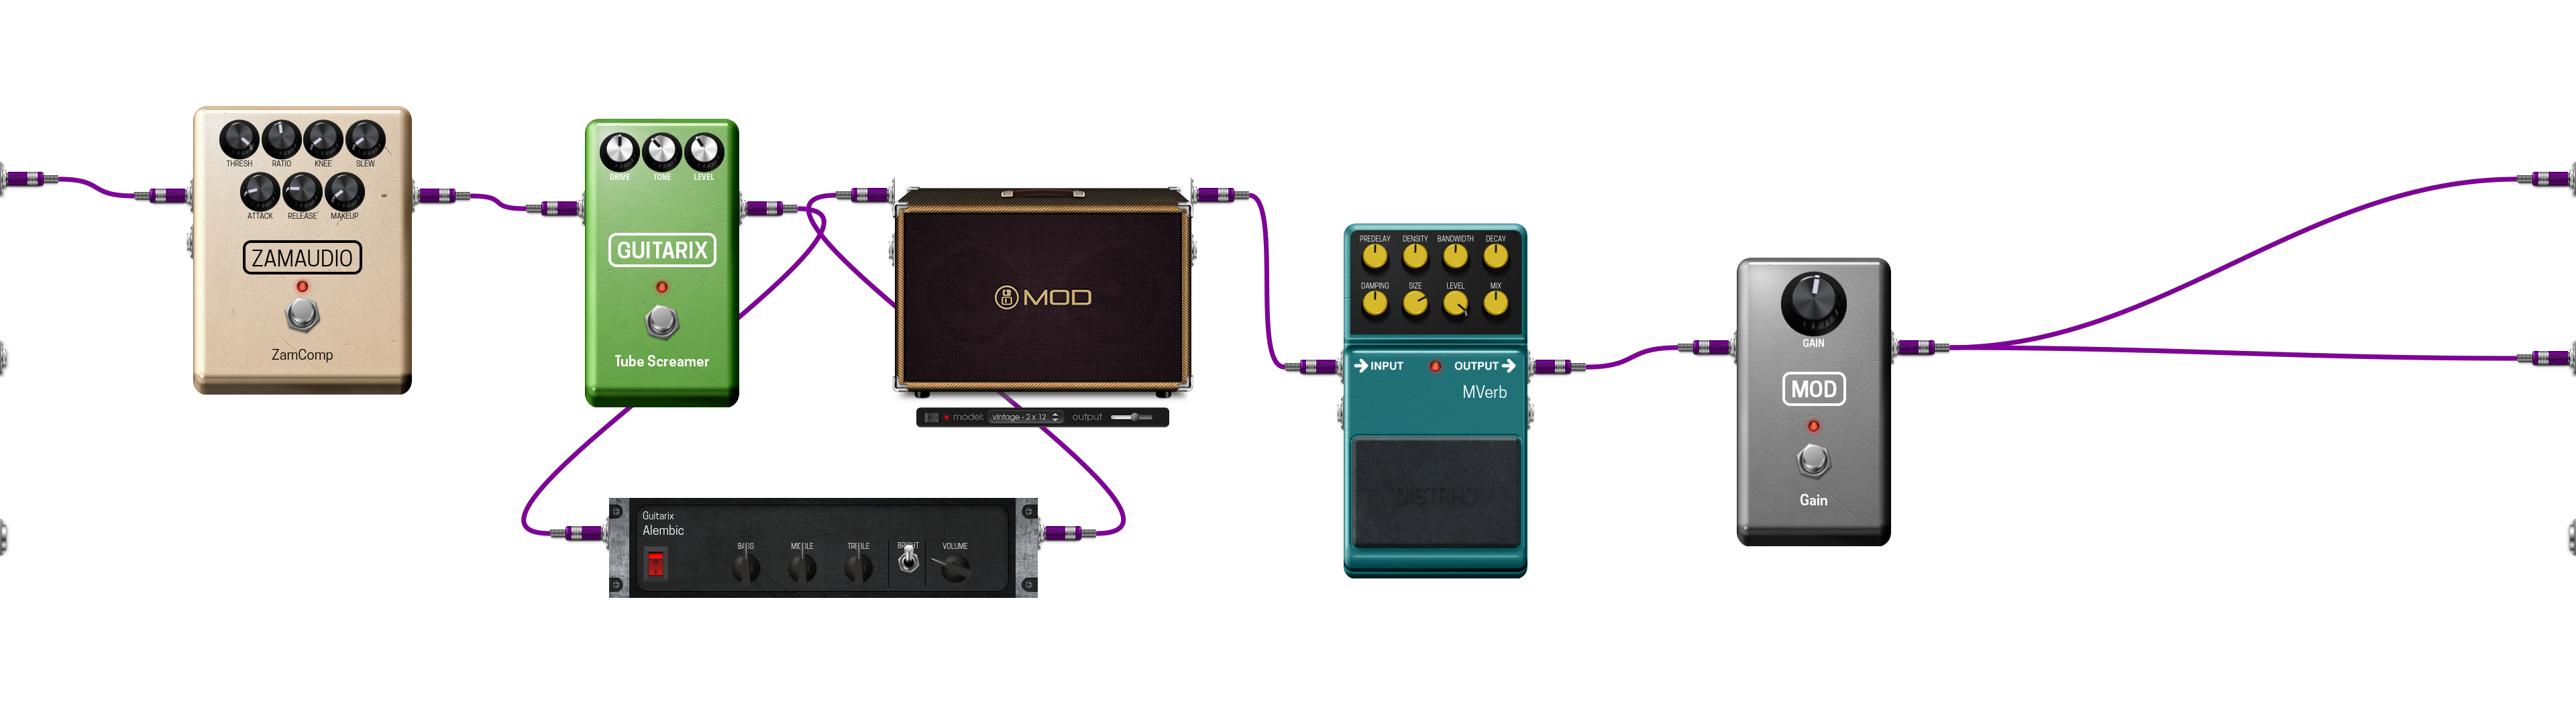 THRESH RATIO KNEE SLEW
ATTACK RELEASE MAKEUP
ZAMAUDIO
ZamComp
DRIVE TONE LEVEL
GUITARIX
Tube Screamer
MOD
model: vintage - 2 x 12 output
Guitarix
Alembic
BASS MIDDLE TREBLE BRIGHT VOLUME
PREDELAY DENSITY BANDWIDTH DECAY
DAMPING SIZE LEVEL MIX
INPUT OUTPUT
MVerb
DISTRHO
GAIN
MOD
Gain